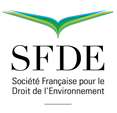 SFDE
Société Française pour le
Droit de l'Environnement